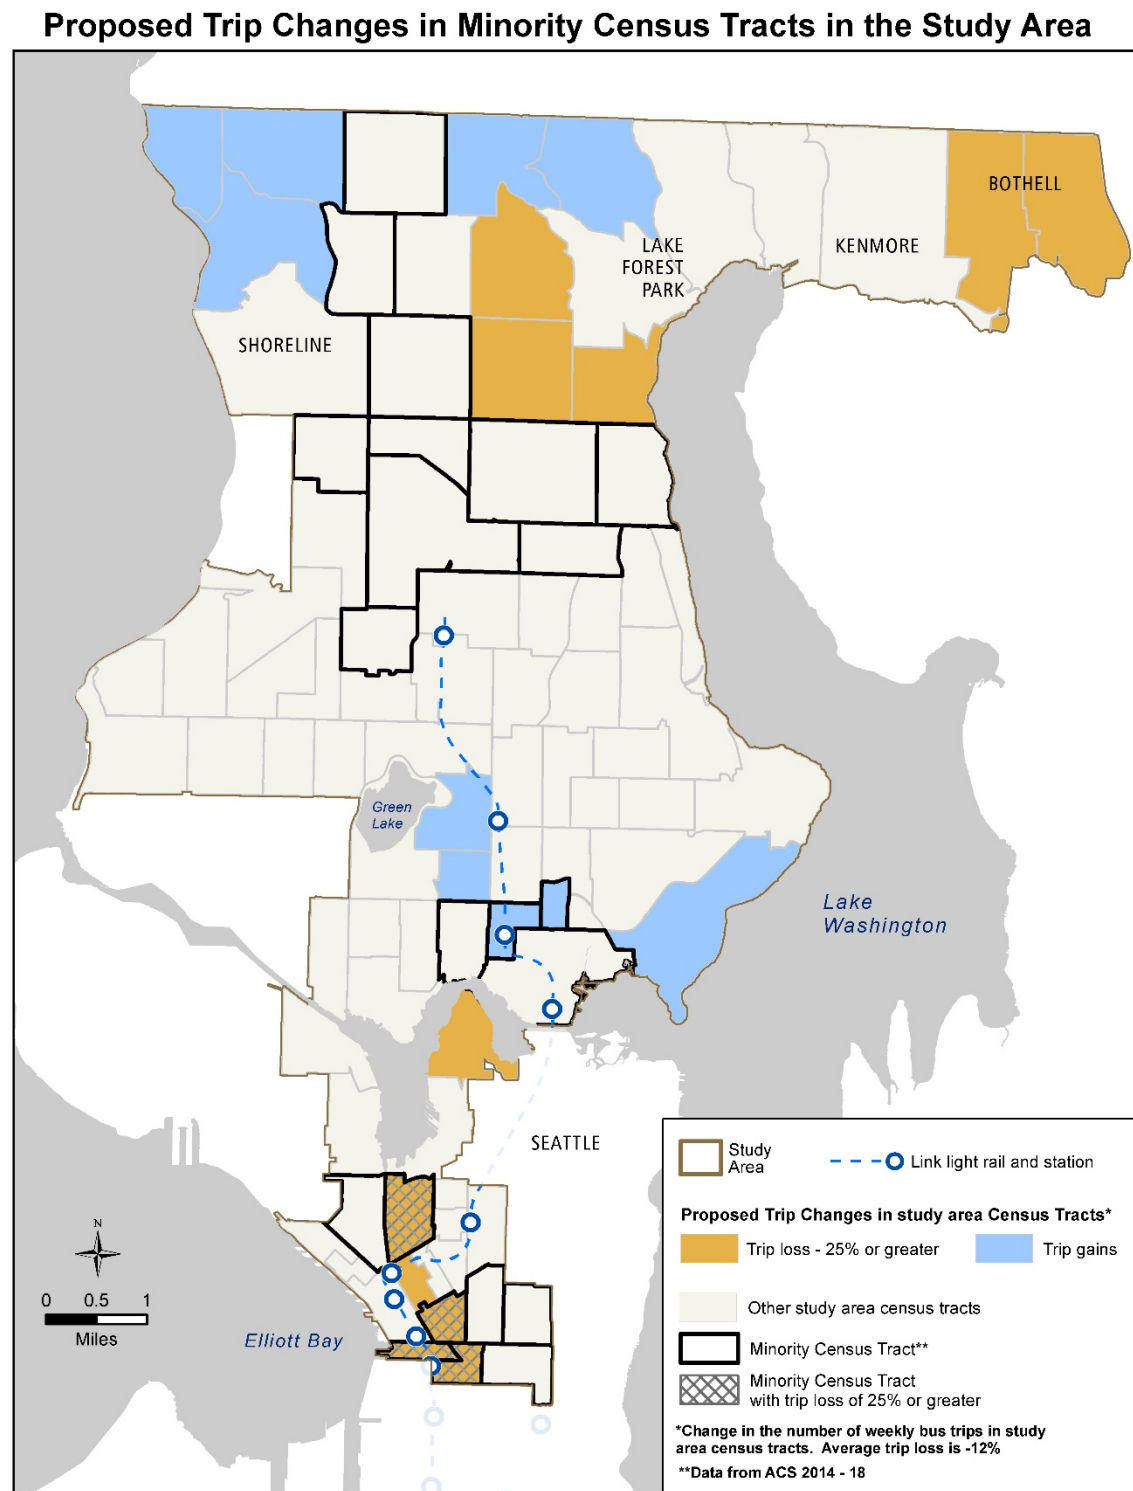 Proposed Trip Changes in Minority Census Tracts in the Study Area
BOTHELL
KENMORE
LAKE
FOREST
PARK
SHORELINE
Green
Lake
Lake
Washington
SEATTLE
N
0 0.5 1
Miles
Elliott Bay
Study
Area
Link light rail and station
Proposed Trip Changes in study area Census Tracts*
Trip loss - 25% or greater
Trip gains
Other study area census tracts
Minority Census Tract**
Minority Census Tract
with trip loss of 25% or greater
*Change in the number of weekly bus trips in study
area census tracts. Average trip loss is -12%
**Data from ACS 2014 - 18